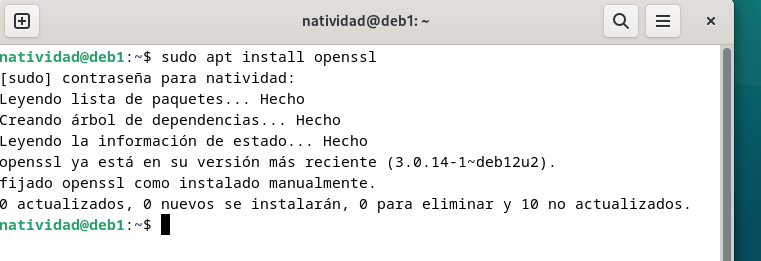 natividad@deb1: ~
natividad@deb1:~$ sudo apt install openssl
[sudo] contraseña para natividad:
Leyendo lista de paquetes... Hecho
Creando árbol de dependencias... Hecho
Leyendo la información de estado... Hecho
openssl ya está en su versión más reciente (3.0.14-1~deb12u2).
fijado openssl como instalado manualmente.
0 actualizados, 0 nuevos se instalarán, 0 para eliminar y 10 no actualizados.
natividad@deb1:~$